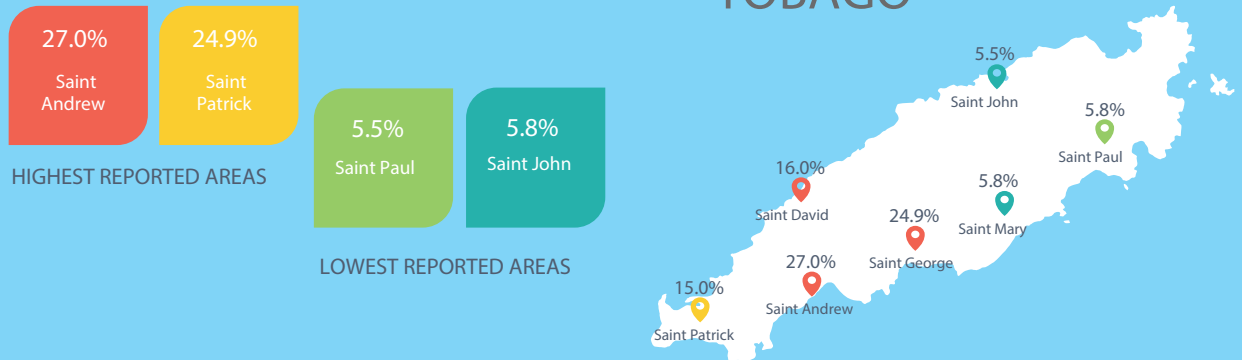 27.0%
Saint
Andrew
24.9%
Saint
Patrick
HIGHEST REPORTED AREAS
5.5%
Saint Paul
5.8%
Saint John
LOWEST REPORTED AREAS
TOBAGO
5.5%
Saint John
5.8%
Saint Paul
16.0%
Saint David
5.8%
Saint Mary
24.9%
Saint George
27.0%
Saint Andrew
15.0%
Saint Patrick